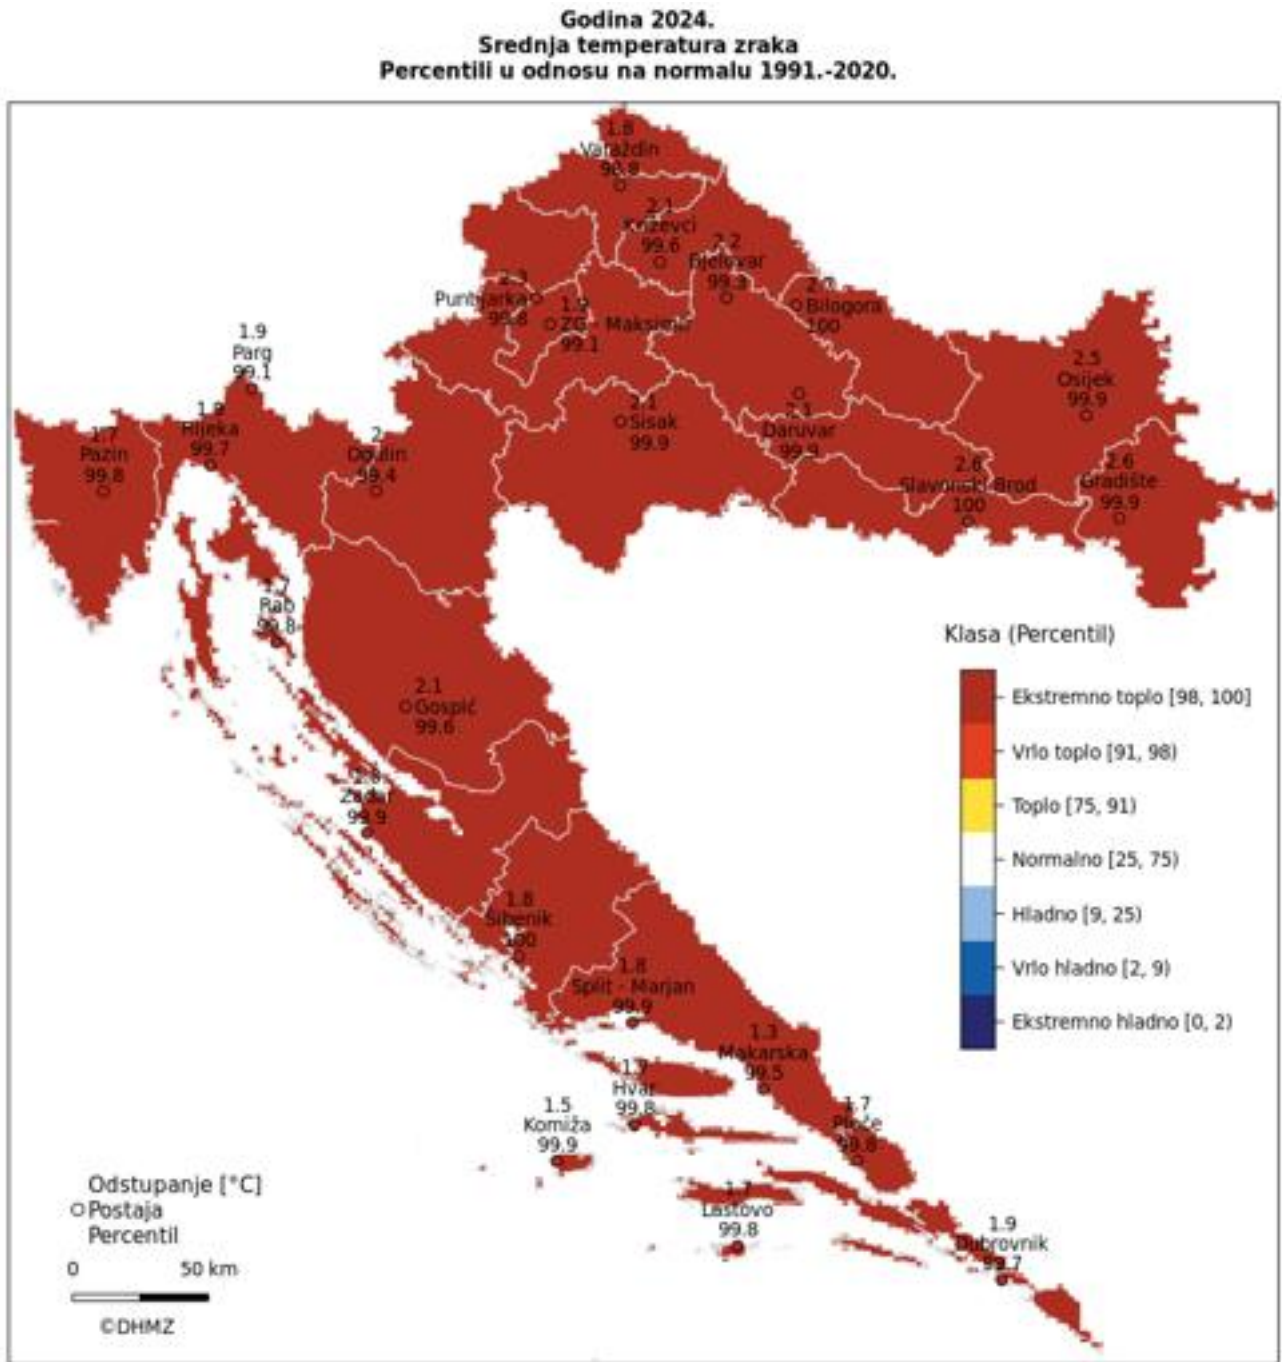 Godina 2024.
Srednja temperatura zraka
Percentili u odnosu na normalu 1991.-2020.
1.8
Varaždin
99.8
2.1
Križevci
99.6
2.2
Bjelovar
99.3
2.3
Puntijarka
99.8
1.9
ZG - Maksimir
99.1
2.7
Bilogora
100
1.9
Parg
99.1
2.5
Osijek
99.9
1.9
Rijeka
99.7
1.7
Pazin
99.8
2
Ogulin
99.4
2.1
Sisak
99.9
2.1
Daruvar
99.9
2.6
Slavonski Brod
100
2.6
Gradište
99.9
1.7
Rab
99.8
Klasa (Percentil)
Ekstremno toplo [98, 100]
Vrlo toplo [91, 98)
Toplo [75, 91)
Normalno [25, 75)
Hladno [9, 25)
Vrlo hladno [2, 9)
Ekstremno hladno [0, 2)
2.1
Gospić
99.6
Zadar
99.9
1.8
Šibenik
100
1.8
Split - Marjan
99.9
1.3
Makarska
99.5
1.7
Hvar
99.8
1.5
Komiža
99.9
1.7
Ploče
99.8
1.7
Lastovo
99.8
1.9
Dubrovnik
99.7
Odstupanje [°C]
Postaja
Percentil
0 50 km
©DHMZ